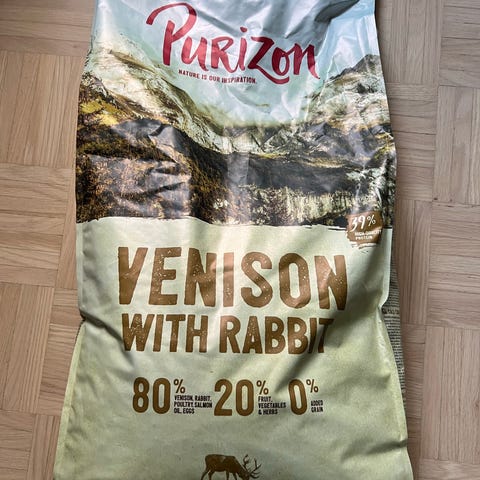 Purizon
NATURE IS OUR INSPIRATION.
39%
PROTEIN
VENISON
WITH RABBIT
80% VENISON, RABBIT,
POULTRY, SALMON
OIL, EGGS
20% FRUIT,
VEGETABLES
& HERBS
0% ADDED
GRAIN